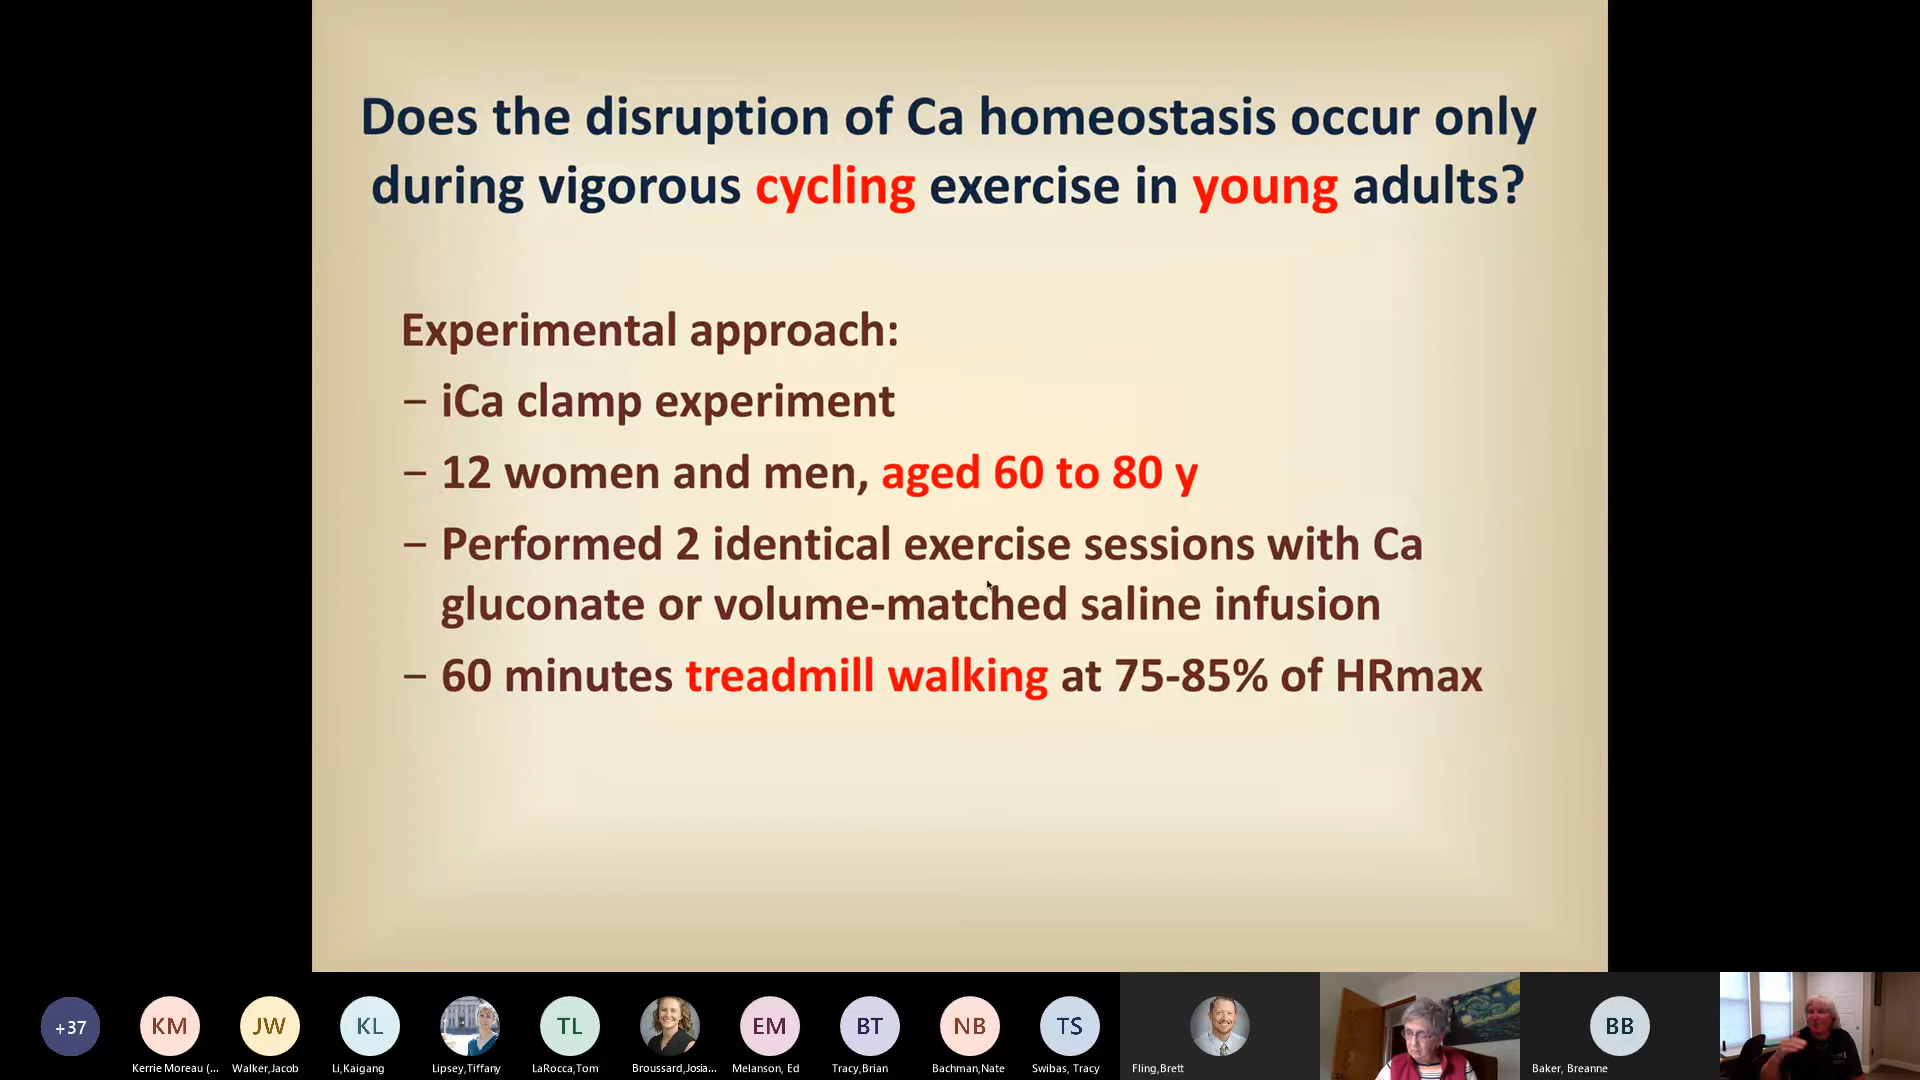 Does the disruption of Ca homeostasis occur only
during vigorous cycling exercise in young adults?
Experimental approach:
– iCa clamp experiment
– 12 women and men, aged 60 to 80 y
– Performed 2 identical exercise sessions with Ca
gluconate or volume-matched saline infusion
– 60 minutes treadmill walking at 75-85% of HRmax
+37
KM
JW
KL
TL
EM
BT
NB
TS
BB
Kerrie Moreau (...
Walker,Jacob
Li,Kaigang
Lipsey,Tiffany
LaRocca,Tom
Broussard,Josia...
Melanson, Ed
Tracy,Brian
Bachman,Nate
Swibas, Tracy
Fling,Brett
Baker, Breanne